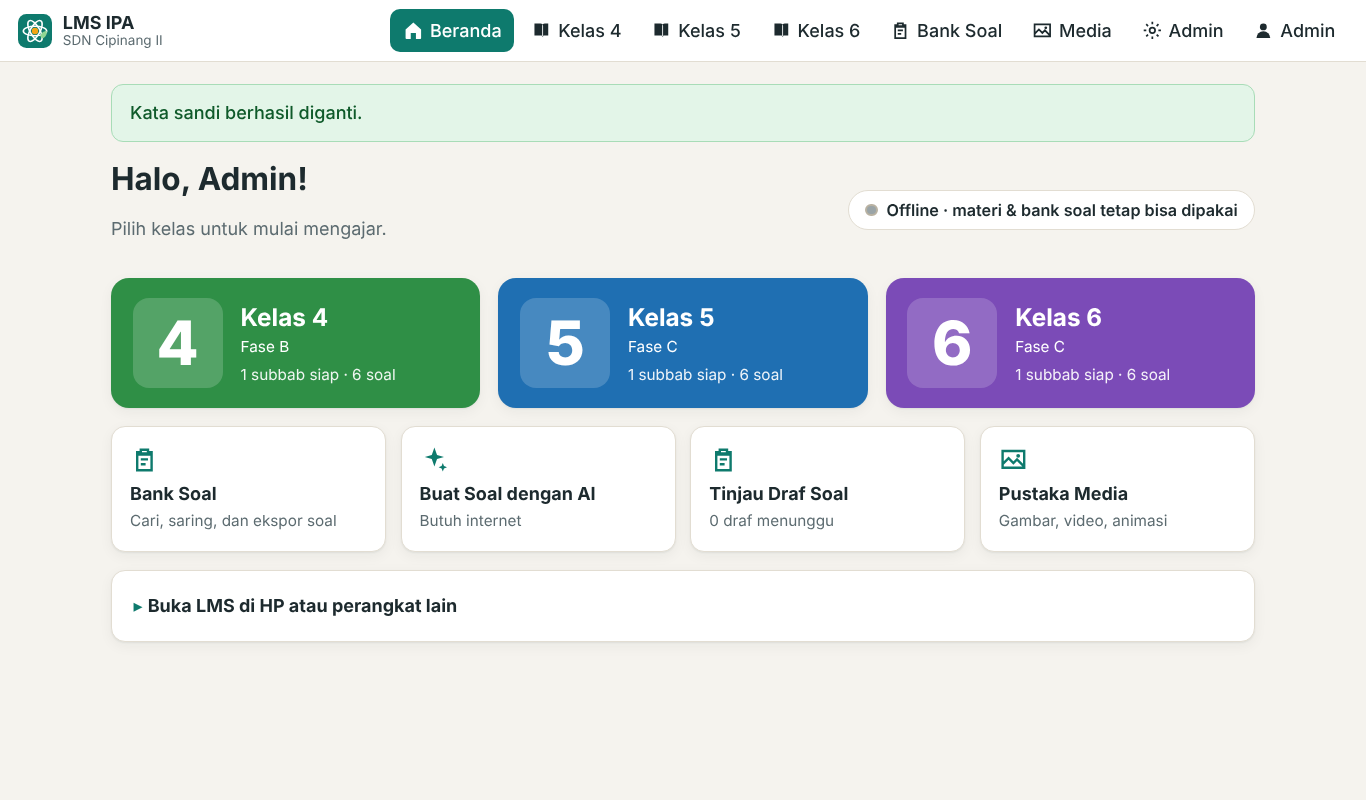 LMS IPA
SDN Cipinang II
Beranda
Kelas 4
Kelas 5
Kelas 6
Bank Soal
Media
Admin
Admin
Kata sandi berhasil diganti.
Halo, Admin!
Pilih kelas untuk mulai mengajar.
Offline · materi & bank soal tetap bisa dipakai
4
Kelas 4
Fase B
1 subbab siap · 6 soal
5
Kelas 5
Fase C
1 subbab siap · 6 soal
6
Kelas 6
Fase C
1 subbab siap · 6 soal
Bank Soal
Cari, saring, dan ekspor soal
Buat Soal dengan AI
Butuh internet
Tinjau Draf Soal
0 draf menunggu
Pustaka Media
Gambar, video, animasi
Buka LMS di HP atau perangkat lain